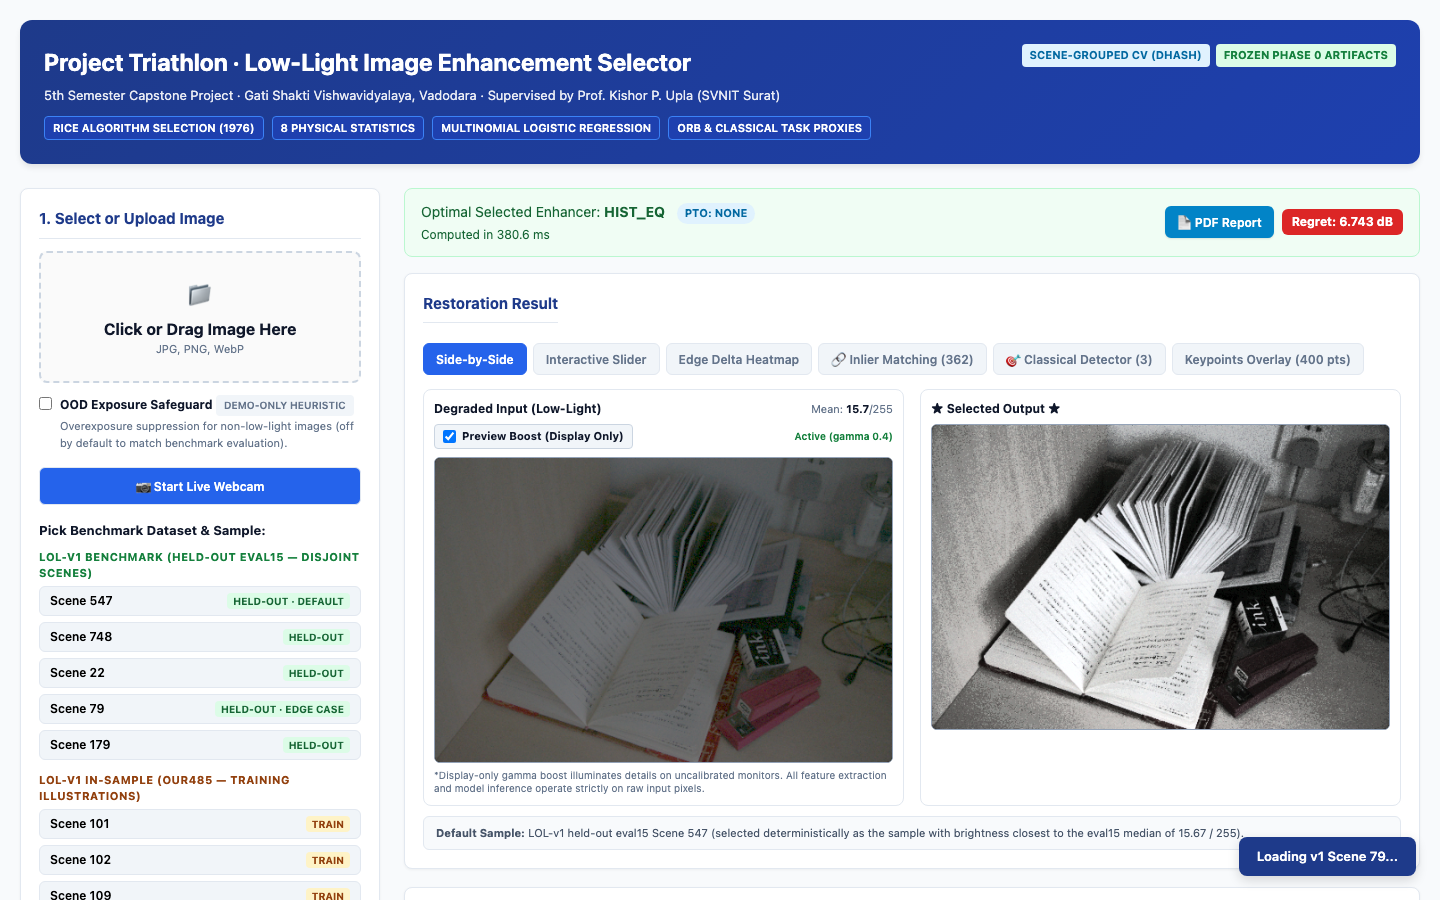 Project Triathlon · Low-Light Image Enhancement Selector
SCENE-GROUPED CV (DHASH)
FROZEN PHASE 0 ARTIFACTS
5th Semester Capstone Project · Gati Shakti Vishwavidyalaya, Vadodara · Supervised by Prof. Kishor P. Upla (SVNIT Surat)
RICE ALGORITHM SELECTION (1976)
8 PHYSICAL STATISTICS
MULTINOMIAL LOGISTIC REGRESSION
ORB & CLASSICAL TASK PROXIES
1. Select or Upload Image
Click or Drag Image Here
JPG, PNG, WebP
OOD Exposure Safeguard DEMO-ONLY HEURISTIC
Overexposure suppression for non-low-light images (off
by default to match benchmark evaluation).
Start Live Webcam
Pick Benchmark Dataset & Sample:
LOL-V1 BENCHMARK (HELD-OUT EVAL15 — DISJOINT
SCENES)
Scene 547 HELD-OUT · DEFAULT
Scene 748 HELD-OUT
Scene 22 HELD-OUT
Scene 79 HELD-OUT · EDGE CASE
Scene 179 HELD-OUT
LOL-V1 IN-SAMPLE (OUR485 — TRAINING
ILLUSTRATIONS)
Scene 101 TRAIN
Scene 102 TRAIN
Scene 109 TRAIN
Optimal Selected Enhancer: HIST_EQ PTO: NONE
Computed in 380.6 ms
PDF Report
Regret: 6.743 dB
Restoration Result
Side-by-Side
Interactive Slider
Edge Delta Heatmap
Inlier Matching (362)
Classical Detector (3)
Keypoints Overlay (400 pts)
Degraded Input (Low-Light) Mean: 15.7/255
Preview Boost (Display Only) Active (gamma 0.4)
ink
*Display-only gamma boost illuminates details on uncalibrated monitors. All feature extraction
and model inference operate strictly on raw input pixels.
★ Selected Output ★
ink
Default Sample: LOL-v1 held-out eval15 Scene 547 (selected deterministically as the sample with brightness closest to the eval15 median of 15.67 / 255).
Loading v1 Scene 79...